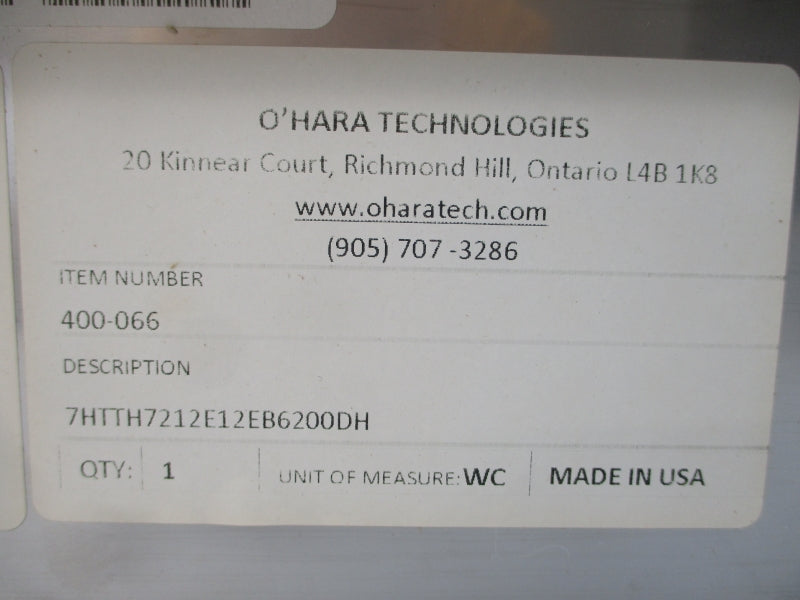 O'HARA TECHNOLOGIES
20 Kinnear Court, Richmond Hill, Ontario L4B 1K8
www.oharatech.com
(905) 707 -3286
ITEM NUMBER
400-066
DESCRIPTION
7HTTH7212E12EB6200DH
QTY: 1 UNIT OF MEASURE: WC MADE IN USA